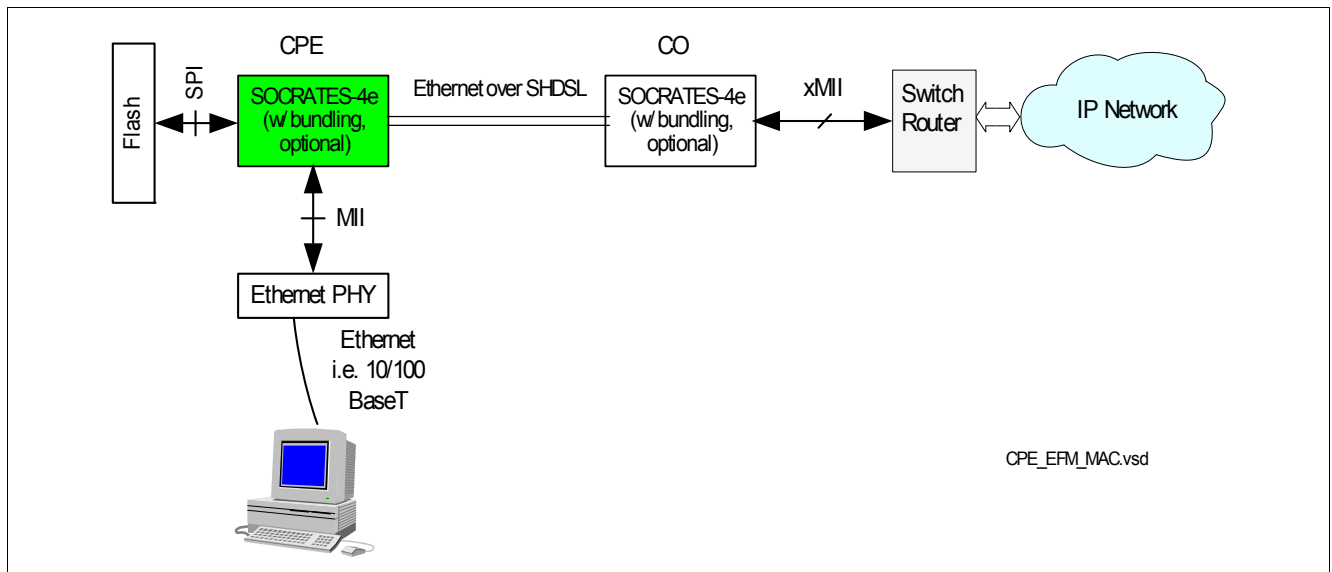 CPE
CO
Flash
SPI
SOCRATES-4e
(w/ bundling,
optional)
Ethernet over SHDSL
SOCRATES-4e
(w/ bundling,
optional)
xMII
Switch
Router
IP Network
MII
Ethernet PHY
Ethernet
i.e. 10/100
BaseT
CPE_EFM_MAC.vsd